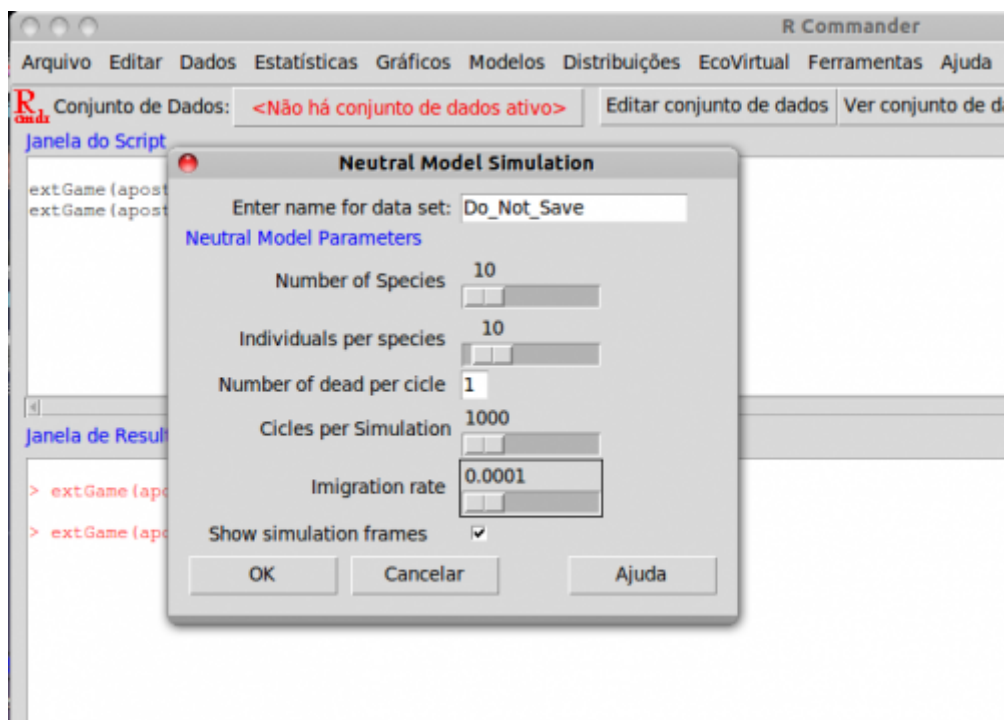 R Commander
Arquivo Editar Dados Estatísticas Gráficos Modelos Distribuições EcoVirtual Ferramentas Ajuda
R Conjunto de Dados: <Não há conjunto de dados ativo> Editar conjunto de dados Ver conjunto de
Janela do Script
extGame(apost
extGame(apost
Neutral Model Simulation
Enter name for data set: Do_Not_Save
Neutral Model Parameters
Number of Species 10
Individuals per species 10
Number of dead per cicle 1
Cicles per Simulation 1000
Imigration rate 0.0001
Show simulation frames
OK Cancelar Ajuda
Janela de Resul
> extGame(apo
> extGame(apo